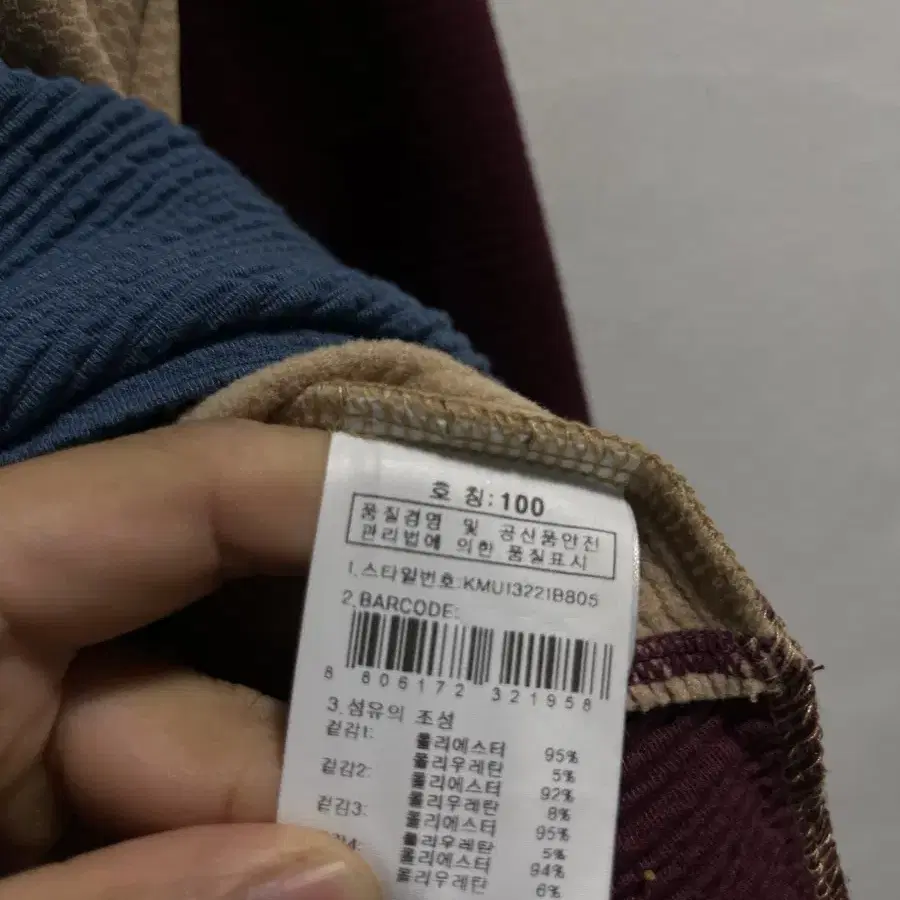 호 칭:100
품질경영 및 공산품안전
관리법에 의한 품질표시
1.스타일번호:KMU13221B805
2.BARCODE:
8 806172 321958
3.섬유의 조성
겉감1: 폴리에스터 95%
폴리우레탄 5%
겉감2: 폴리에스터 92%
폴리우레탄 8%
겉감3: 폴리에스터 95%
폴리우레탄 5%
감4: 폴리에스터 94%
폴리우레탄 6%